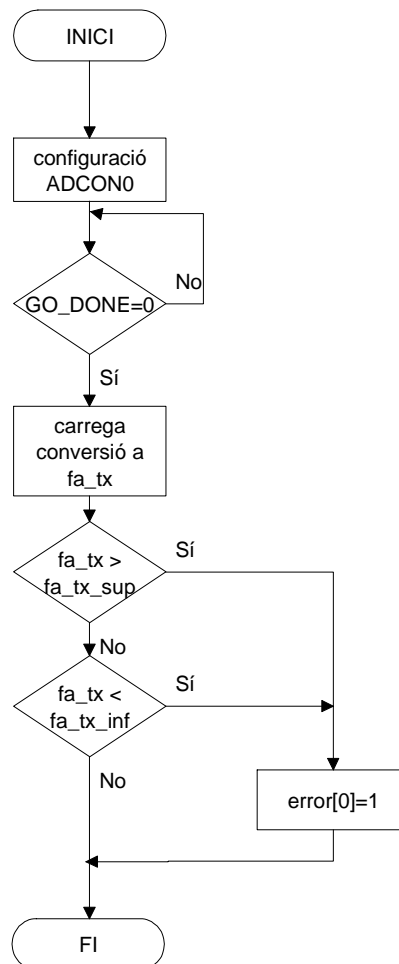 INICI
configuració
ADCON0
GO_DONE=0
No
Sí
carrega
conversió a
fa_tx
fa_tx >
fa_tx_sup
Sí
No
fa_tx <
fa_tx_inf
Sí
No
error[0]=1
FI